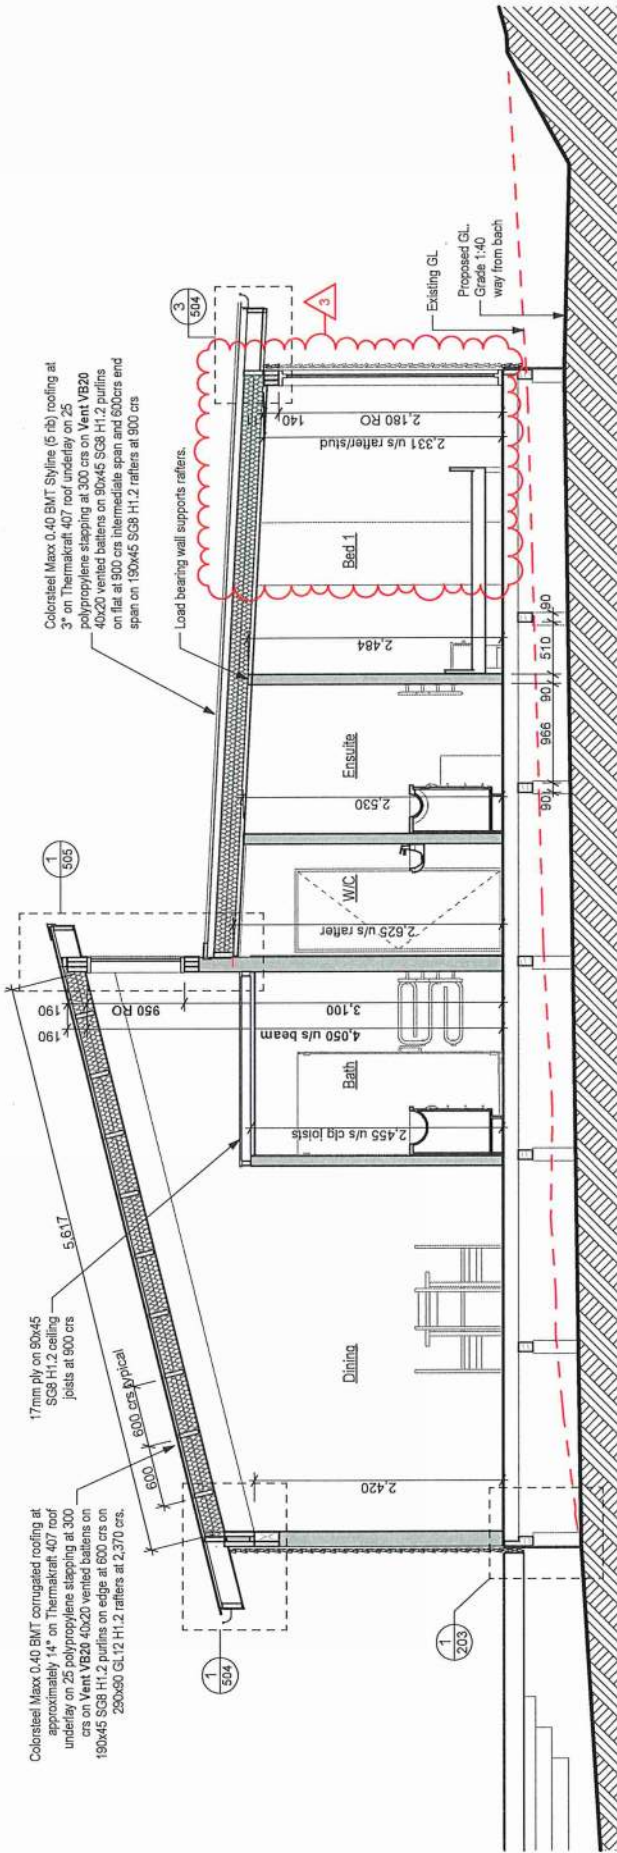 Colorsteel Maxx 0.40 BMT corrugated roofing at
approximately 14° on Thermakraft 407 roof
underlay on 25 polypropylene stapping at 300
crs on Vent VB20 40x20 vented battens on
190x45 SG8 H1.2 purlins on edge at 600 crs on
290x90 GL12 H1.2 rafters at 2,370 crs.
17mm ply on 90x45
SG8 H1.2 ceiling
joists at 900 crs
Colorsteel Maxx 0.40 BMT Styline (5 rib) roofing at
3° on Thermakraft 407 roof underlay on 25
polypropylene stapping at 300 crs on Vent VB20
40x20 vented battens on 90x45 SG8 H1.2 purlins
on flat at 900 crs intermediate span and 600crs end
span on 190x45 SG8 H1.2 rafters at 900 crs
Load bearing wall supports rafters.
5,617
600
600 crs typical
1
504
1
505
3
504
3
1
203
190
190
950 RO
3,100
4,050 u/s beam
2,455 u/s clg joists
2,420
2,625 u/s rafter
2,530
2,484
2,331 u/s rafter/stud
2,180 RO
140
Dining
Bath
W/C
Ensuite
Bed 1
Existing GL
Proposed GL.
Grade 1:40
way from bach
90
966
90
510
90